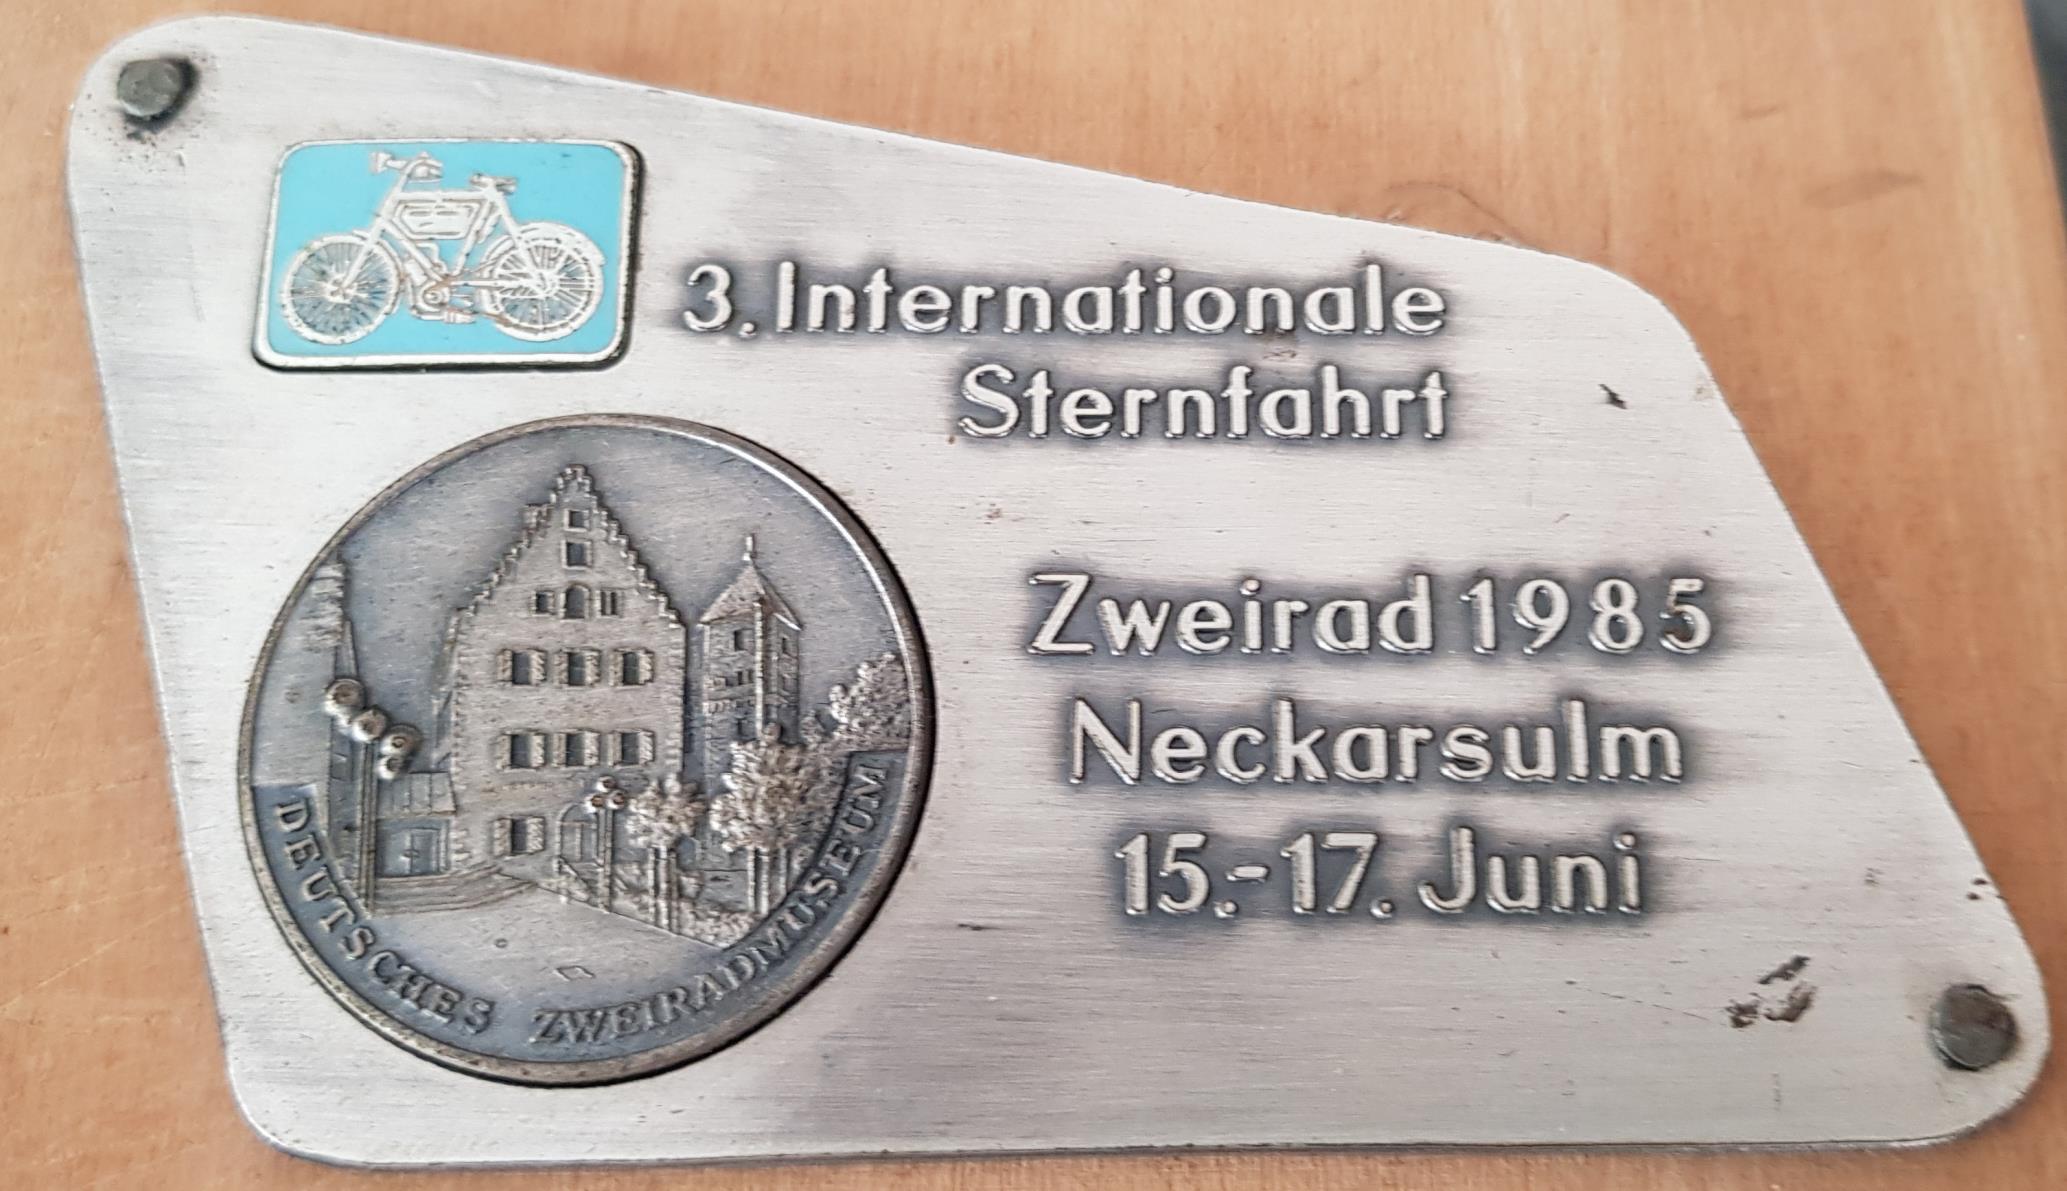 3. Internationale
Sternfahrt
Zweirad 1985
Neckarsulm
15.-17. Juni
DEUTSCHES ZWEIRADMUSEUM